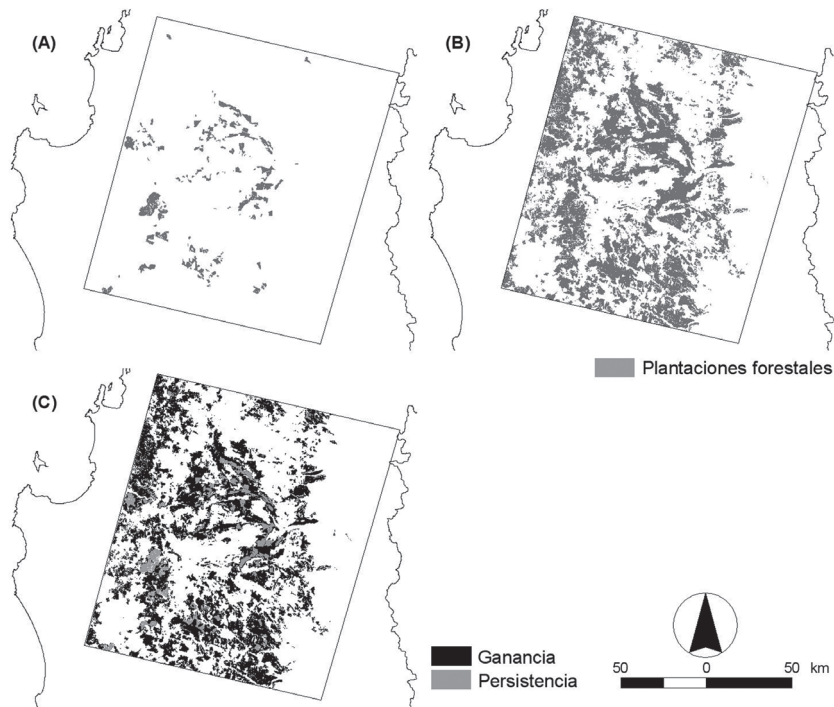 (A)
(B)
Plantaciones forestales
(C)
Ganancia
Persistencia
50 0 50 km